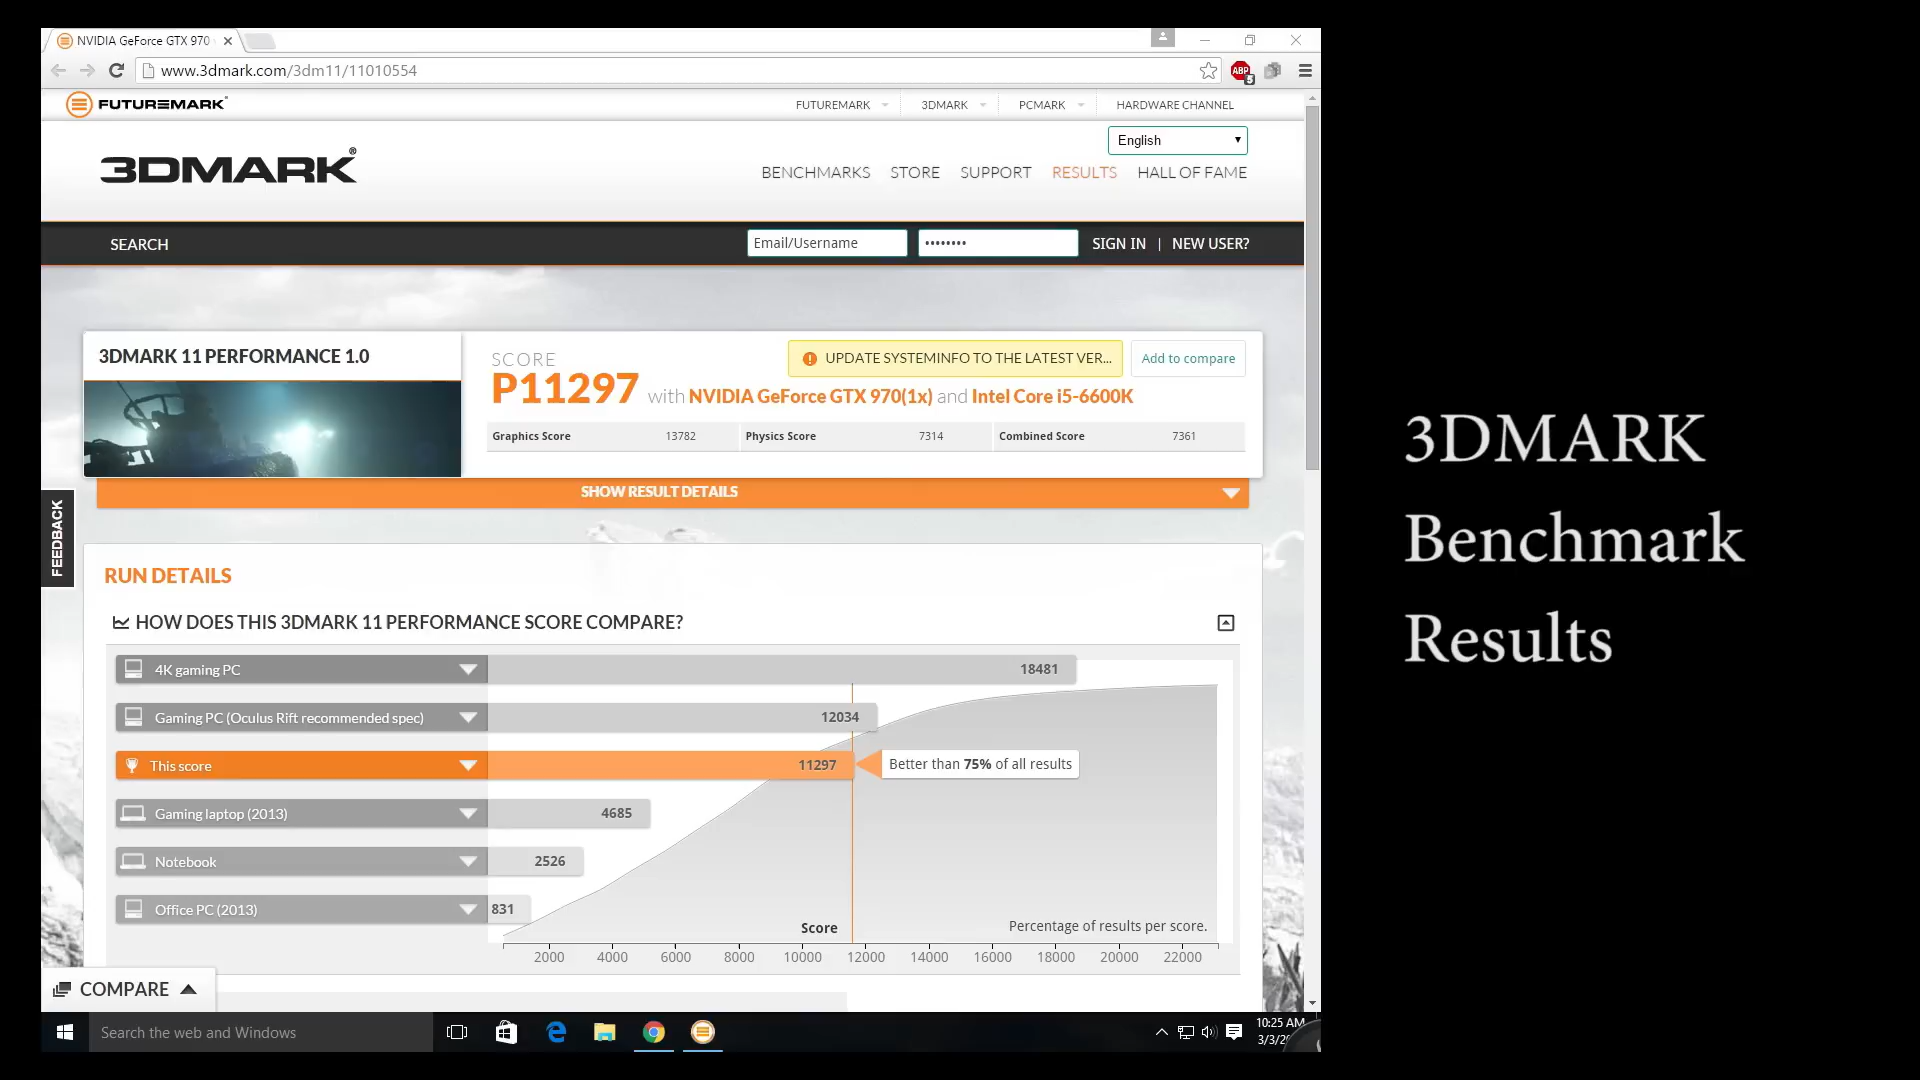 NVIDIA GeForce GTX 970
www.3dmark.com/3dm11/11010554
ABP
FUTUREMARK
FUTUREMARK 3DMARK PCMARK HARDWARE CHANNEL
English
3DMARK®
BENCHMARKS STORE SUPPORT RESULTS HALL OF FAME
SEARCH
Email/Username •••••••• SIGN IN | NEW USER?
3DMARK 11 PERFORMANCE 1.0
SCORE
UPDATE SYSTEMINFO TO THE LATEST VER...
Add to compare
P11297 with NVIDIA GeForce GTX 970(1x) and Intel Core i5-6600K
Graphics Score 13782 Physics Score 7314 Combined Score 7361
SHOW RESULT DETAILS
FEEDBACK
RUN DETAILS
HOW DOES THIS 3DMARK 11 PERFORMANCE SCORE COMPARE?
4K gaming PC 18481
Gaming PC (Oculus Rift recommended spec) 12034
This score 11297 Better than 75% of all results
Gaming laptop (2013) 4685
Notebook 2526
Office PC (2013) 831
Score Percentage of results per score.
2000 4000 6000 8000 10000 12000 14000 16000 18000 20000 22000
COMPARE
Search the web and Windows
10:25 AM
3/3/2
3DMARK
Benchmark
Results